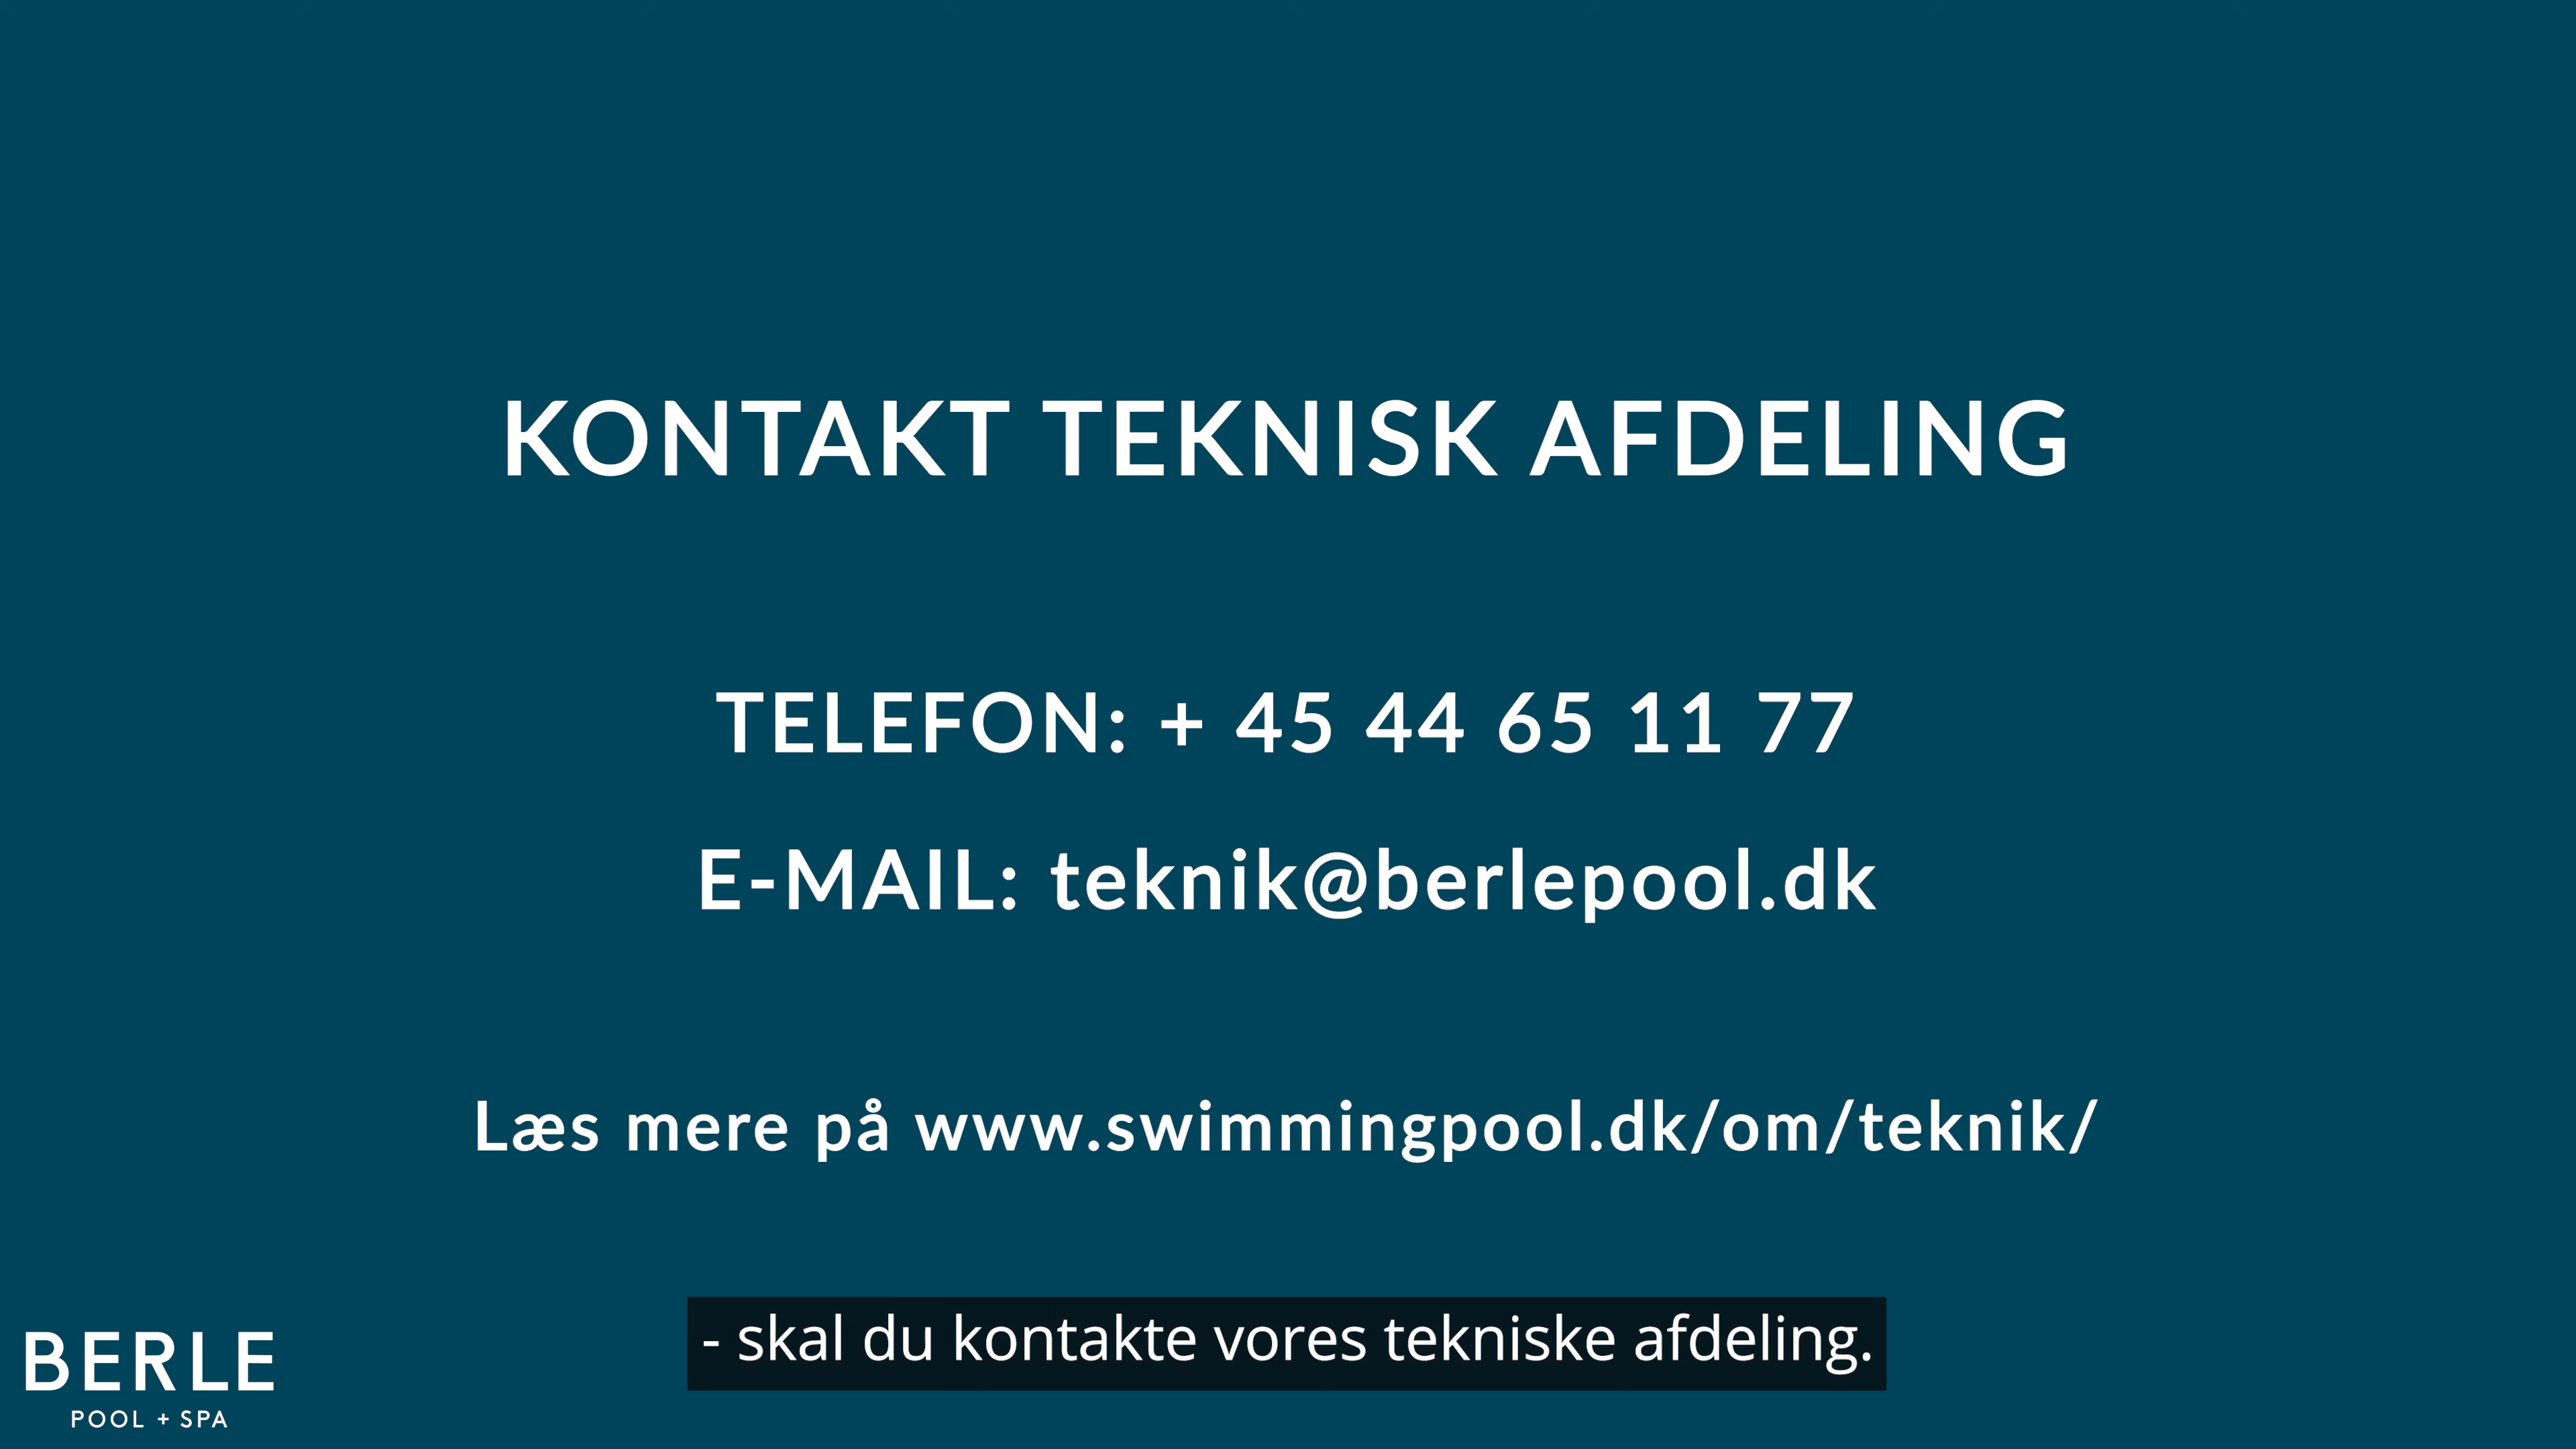 KONTAKT TEKNISK AFDELING
TELEFON: + 45 44 65 11 77
E-MAIL: teknik@berlepool.dk
Læs mere på www.swimmingpool.dk/om/teknik/
- skal du kontakte vores tekniske afdeling.
BERLE
POOL + SPA